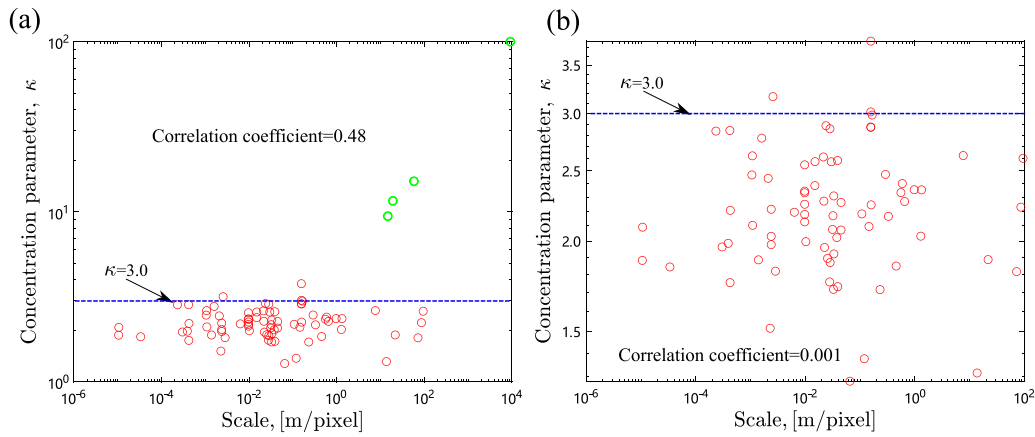 (a)
10^2
10^1
10^0
Concentration parameter, κ
Correlation coefficient=0.48
κ=3.0
10^-6
10^-4
10^-2
10^0
10^2
10^4
Scale, [m/pixel]
(b)
3.5
3.0
2.5
2.0
1.5
Concentration parameter, κ
κ=3.0
Correlation coefficient=0.001
10^-6
10^-4
10^-2
10^0
10^2
Scale, [m/pixel]